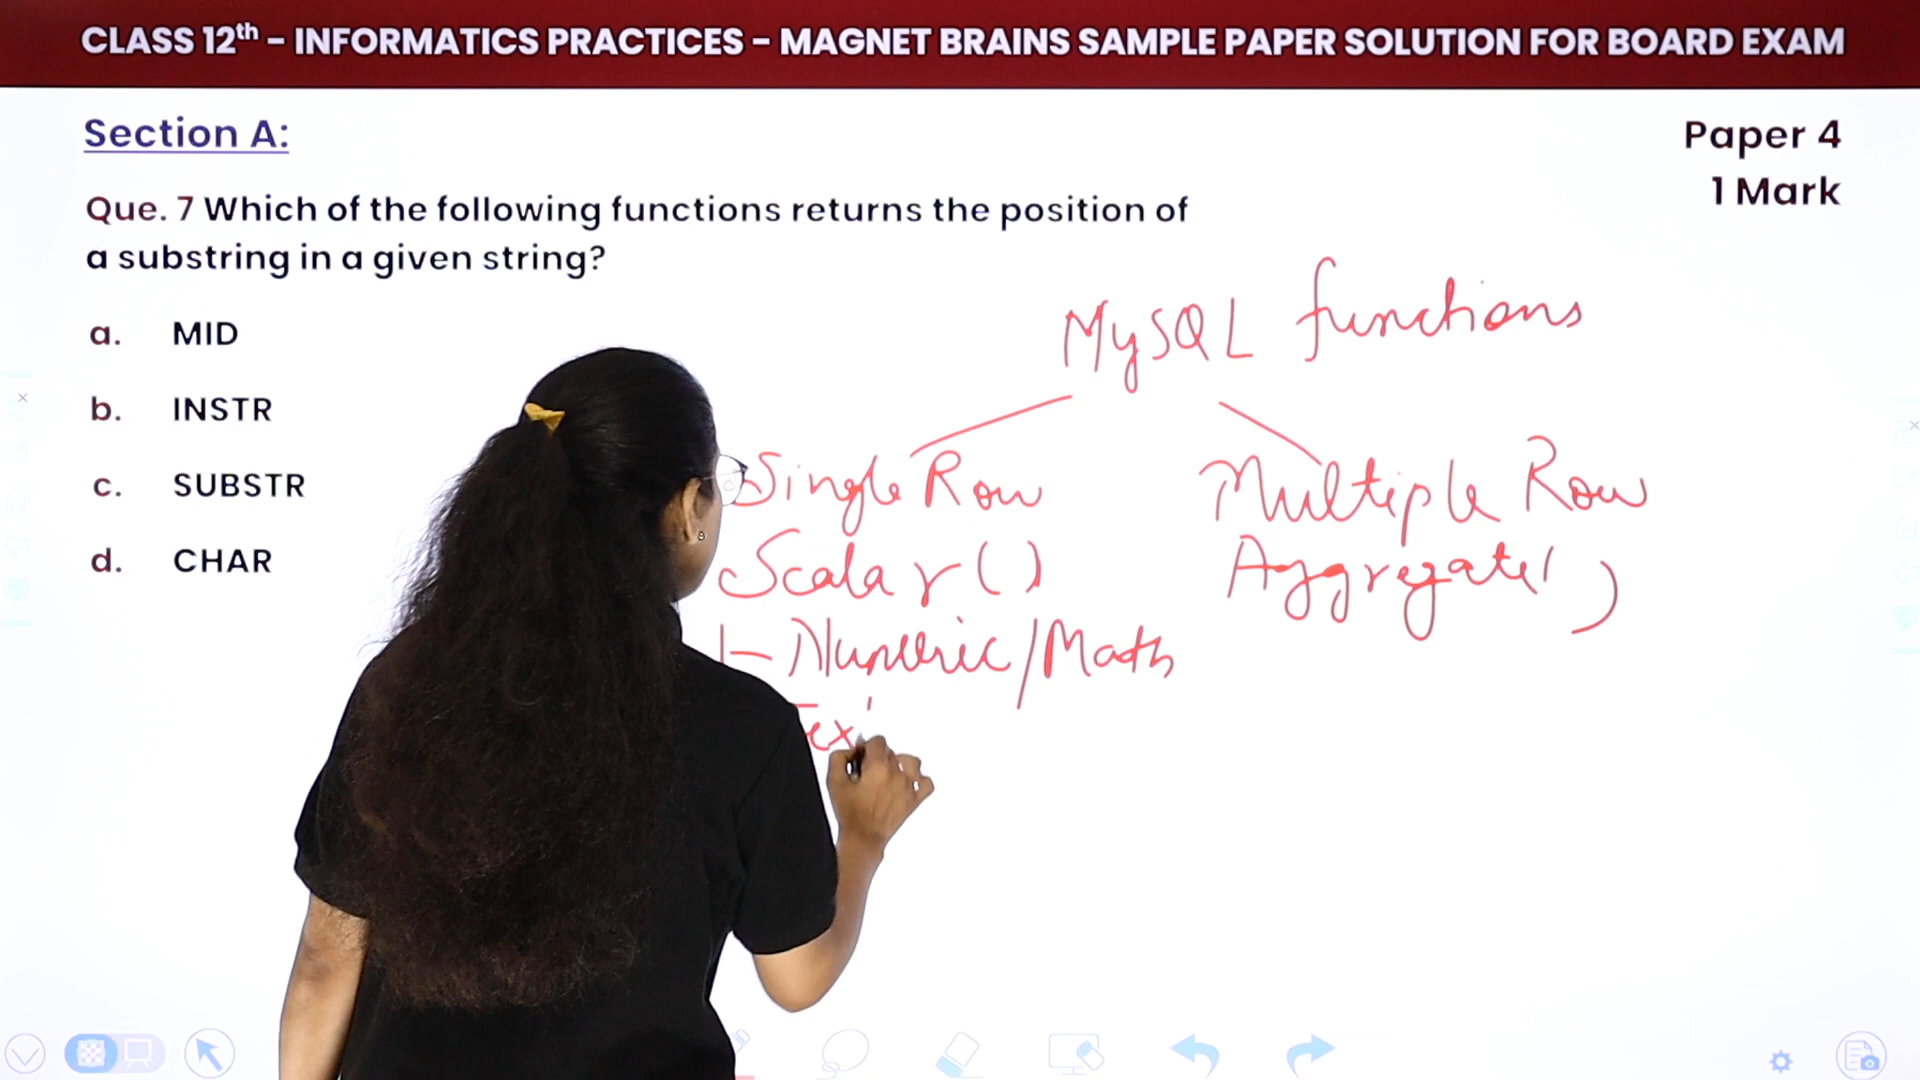 CLASS 12th – INFORMATICS PRACTICES – MAGNET BRAINS SAMPLE PAPER SOLUTION FOR BOARD EXAM
Section A:
Paper 4
1 Mark
Que. 7 Which of the following functions returns the position of
a substring in a given string?
a. MID
b. INSTR
c. SUBSTR
d. CHAR
MySQL functions
Single Row
Multiple Row
Scalar ()
Aggregate( )
Numeric/Math
Tex